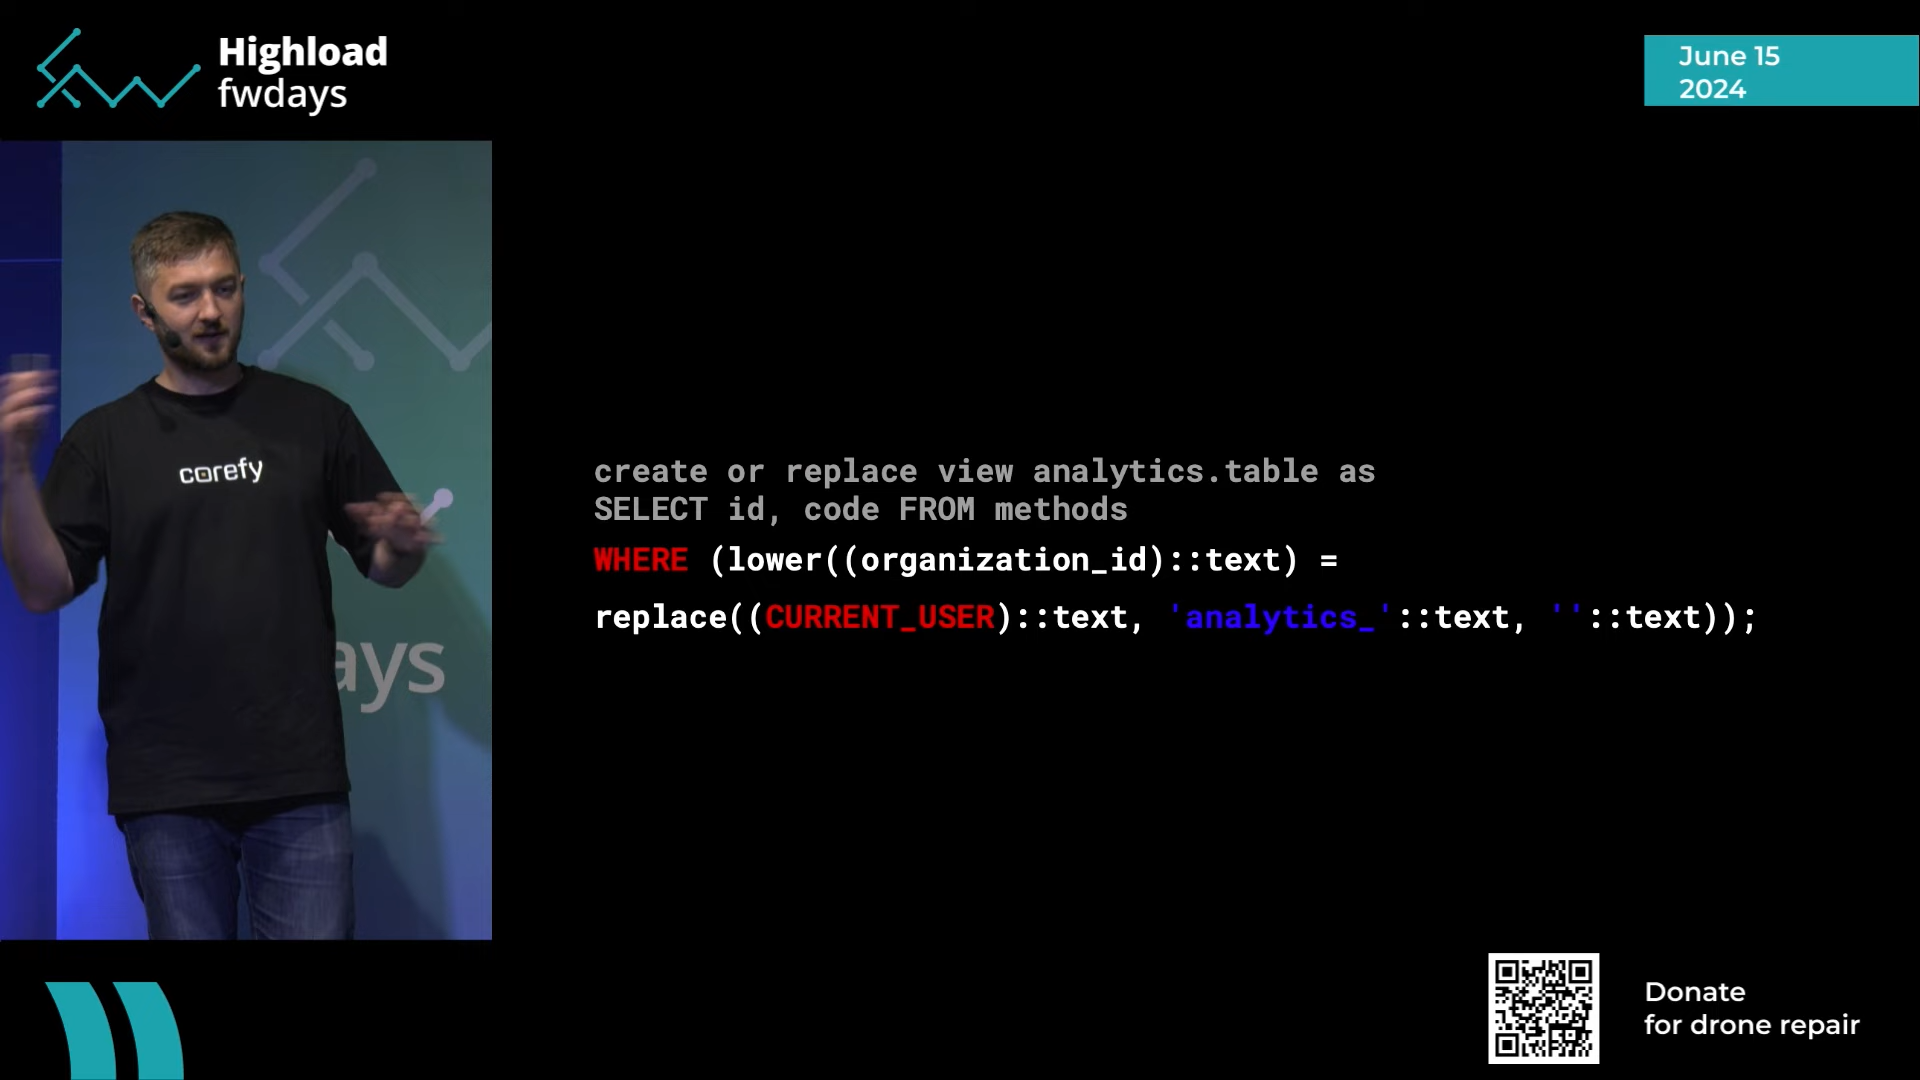 Highload
fwdays
June 15
2024
corefy
ays
create or replace view analytics.table as
SELECT id, code FROM methods
WHERE (lower((organization_id)::text) =
replace((CURRENT_USER)::text, 'analytics_'::text, ''::text));
Donate
for drone repair